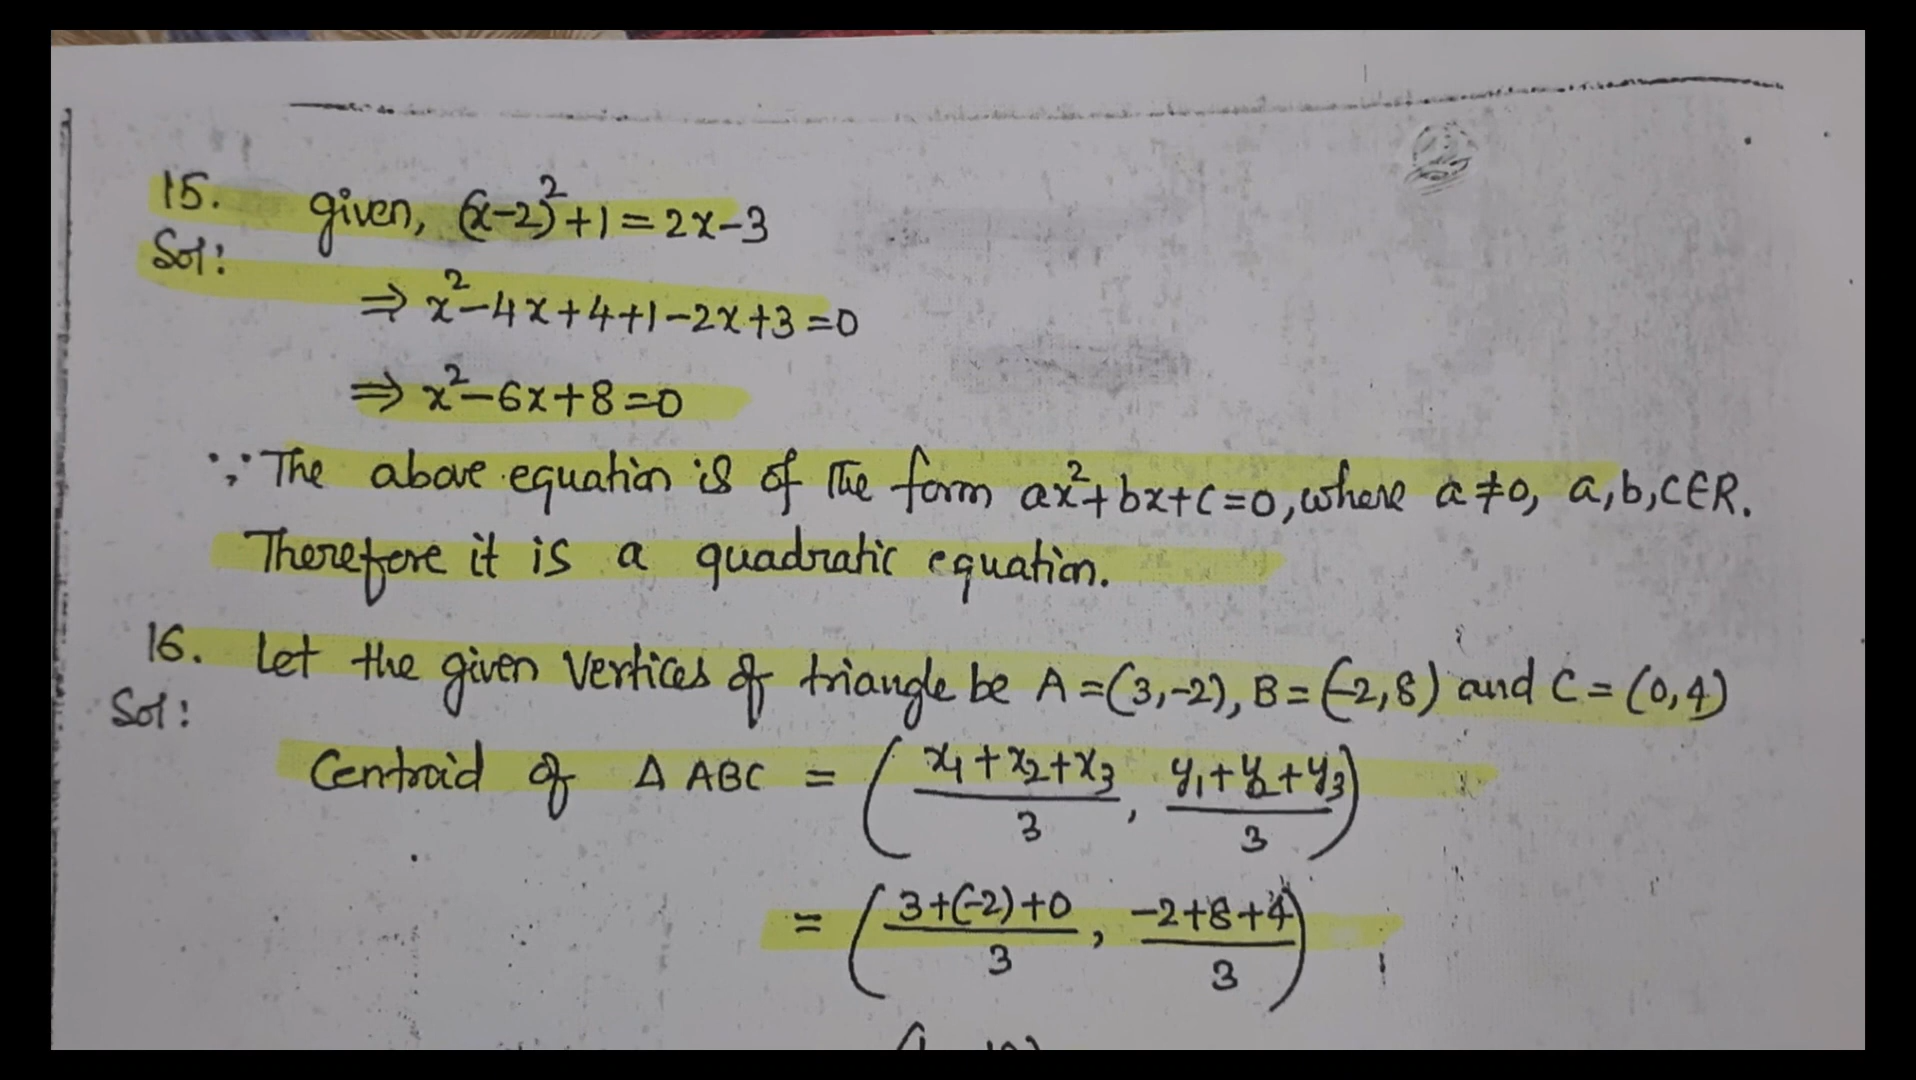 15. given, (x-2)²+1=2x-3
Sol:
⇒ x²-4x+4+1-2x+3=0
⇒ x²-6x+8=0
∵ The above equation is of the form ax²+bx+c=0, where a≠0, a,b,c∈R.
Therefore it is a quadratic equation.
16. Let the given vertices of triangle be A=(3,-2), B=(-2,8) and C=(0,4)
Sol:
Centroid of Δ ABC = ( (x₁+x₂+x₃)/3 , (y₁+y₂+y₃)/3 )
= ( (3+(-2)+0)/3 , (-2+8+4)/3 )